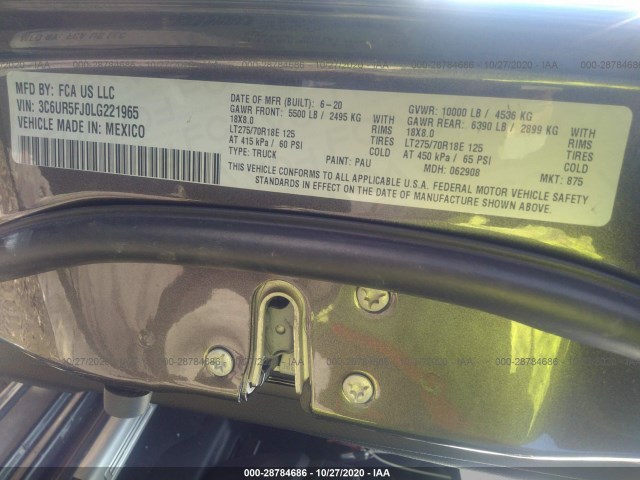 MFD BY: FCA US LLC
VIN: 3C6UR5FJ0LG221965
VEHICLE MADE IN: MEXICO
DATE OF MFR (BUILT): 6-20
GAWR FRONT: 5500 LB / 2495 KG WITH
18X8.0 RIMS
LT275/70R18E 125 TIRES
AT 415 kPa / 60 PSI COLD
TYPE: TRUCK PAINT: PAU
GVWR: 10000 LB / 4536 KG
GAWR REAR: 6390 LB / 2899 KG WITH
18X8.0 RIMS
LT275/70R18E 125 TIRES
AT 450 kPa / 65 PSI COLD
MDH: 062908 MKT: 875
THIS VEHICLE CONFORMS TO ALL APPLICABLE U.S.A. FEDERAL MOTOR VEHICLE SAFETY
STANDARDS IN EFFECT ON THE DATE OF MANUFACTURE SHOWN ABOVE.
000-28784686 • 10/27/2020 • IAA